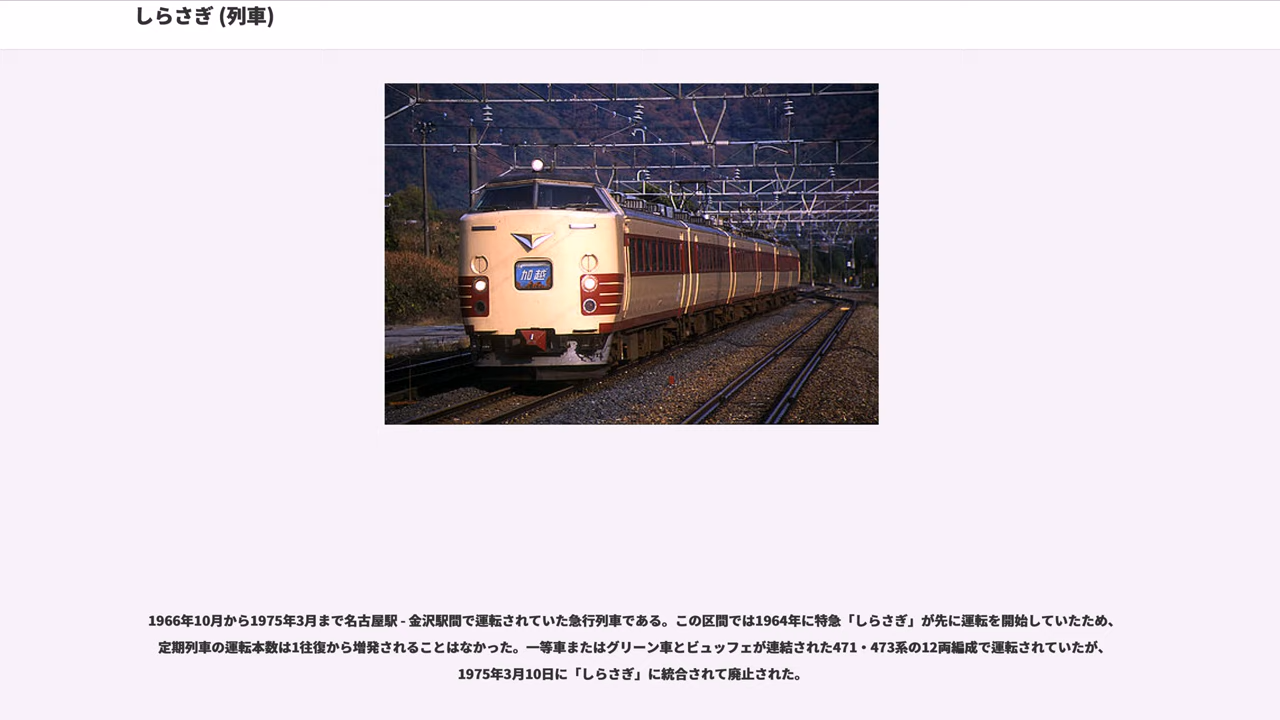 しらさぎ (列車)
加越
1966年10月から1975年3月まで名古屋駅 - 金沢駅間で運転されていた急行列車である。この区間では1964年に特急「しらさぎ」が先に運転を開始していたため、
定期列車の運転本数は1往復から増発されることはなかった。一等車またはグリーン車とビュッフェが連結された471・473系の12両編成で運転されていたが、
1975年3月10日に「しらさぎ」に統合されて廃止された。